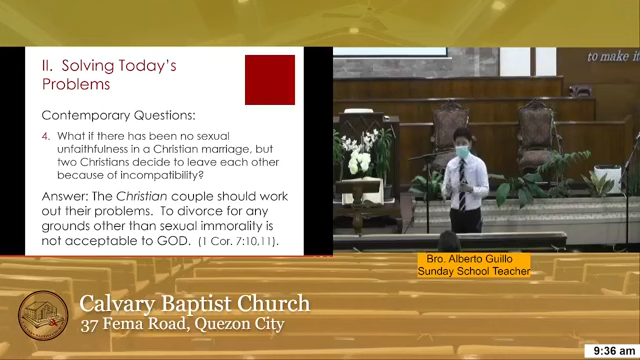 II. Solving Today's
Problems
Contemporary Questions:
4. What if there has been no sexual
unfaithfulness in a Christian marriage, but
two Christians decide to leave each other
because of incompatibility?
Answer: The Christian couple should work
out their problems. To divorce for any
grounds other than sexual immorality is
not acceptable to GOD. (1 Cor. 7:10,11).
to make it
Bro. Alberto Guillo
Sunday School Teacher
Calvary Baptist Church
37 Fema Road, Quezon City
9:36 am